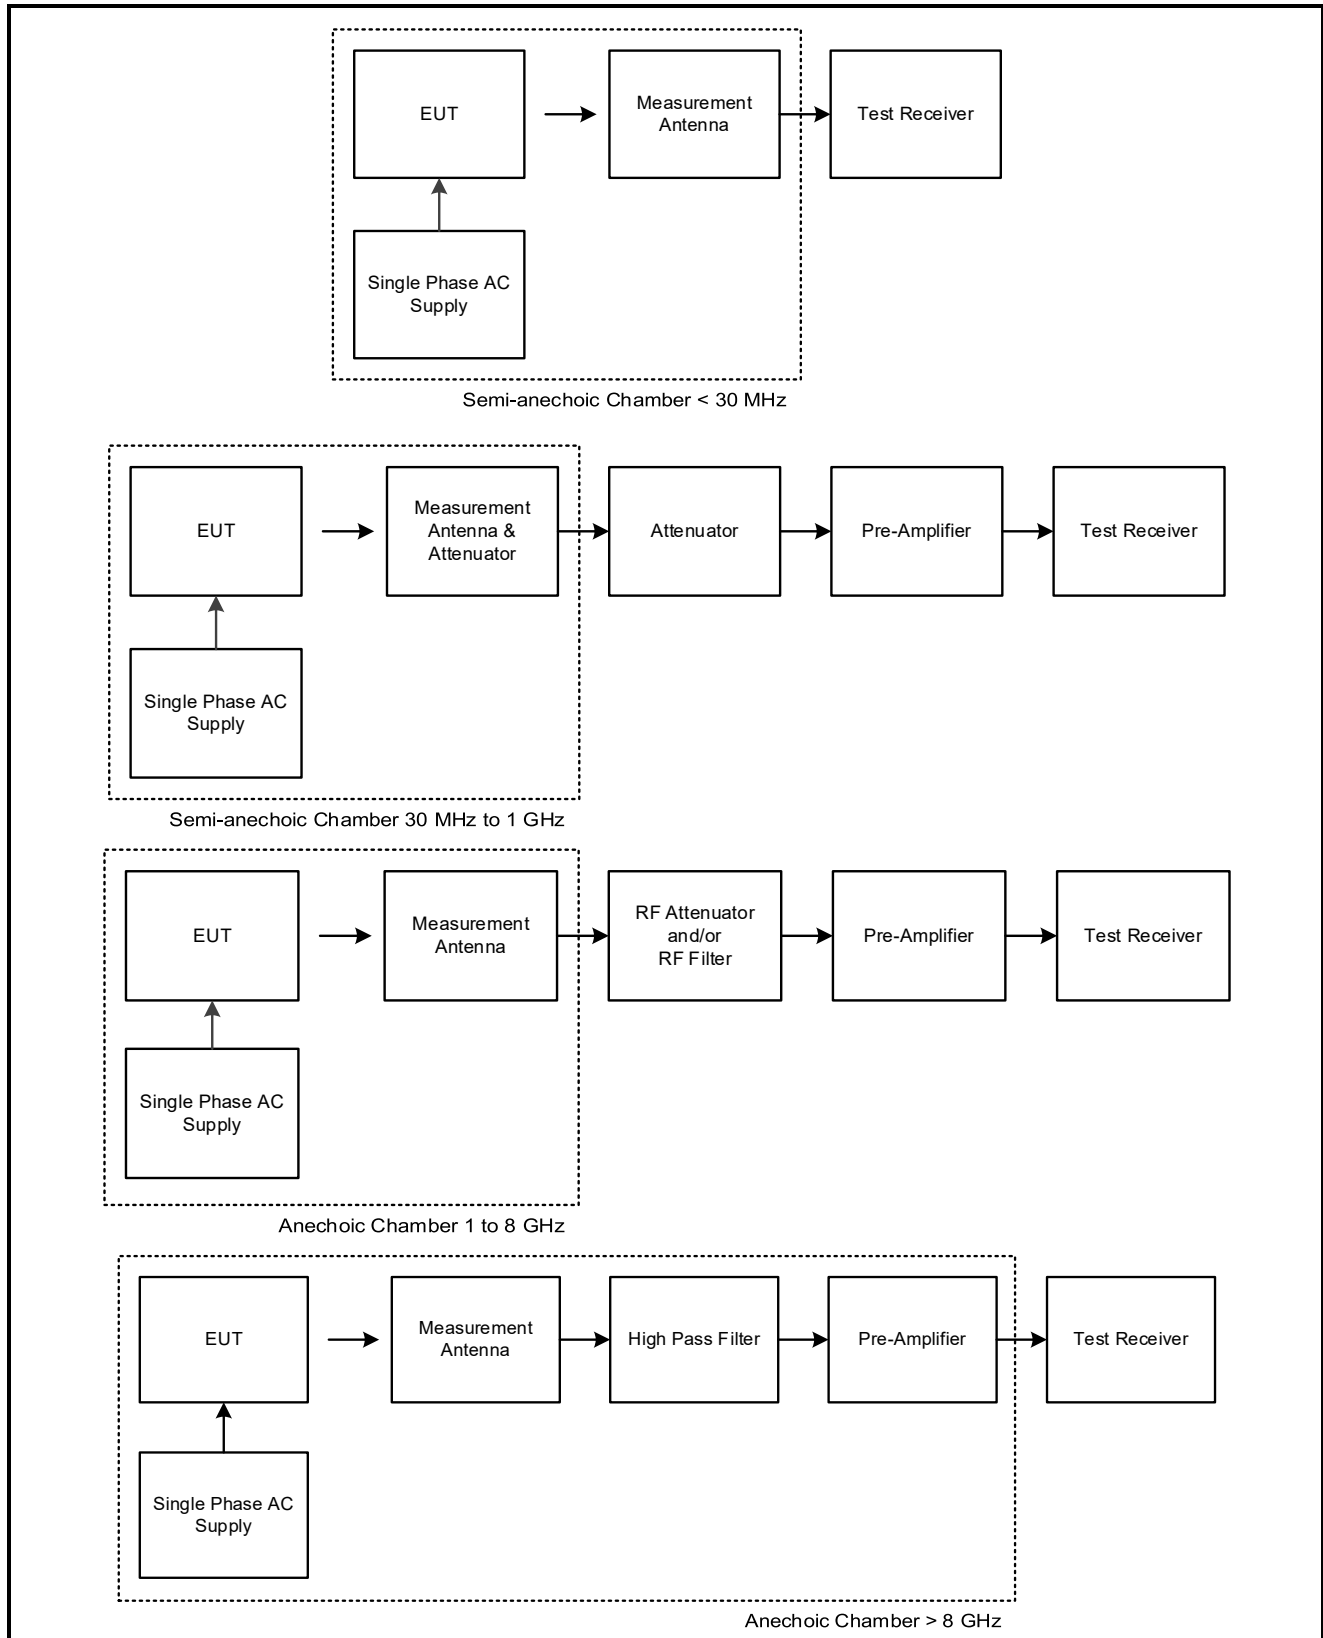 EUT
Measurement
Antenna
Test Receiver
Single Phase AC
Supply
Semi-anechoic Chamber < 30 MHz
EUT
Measurement
Antenna &
Attenuator
Attenuator
Pre-Amplifier
Test Receiver
Single Phase AC
Supply
Semi-anechoic Chamber 30 MHz to 1 GHz
EUT
Measurement
Antenna
RF Attenuator
and/or
RF Filter
Pre-Amplifier
Test Receiver
Single Phase AC
Supply
Anechoic Chamber 1 to 8 GHz
EUT
Measurement
Antenna
High Pass Filter
Pre-Amplifier
Test Receiver
Single Phase AC
Supply
Anechoic Chamber > 8 GHz